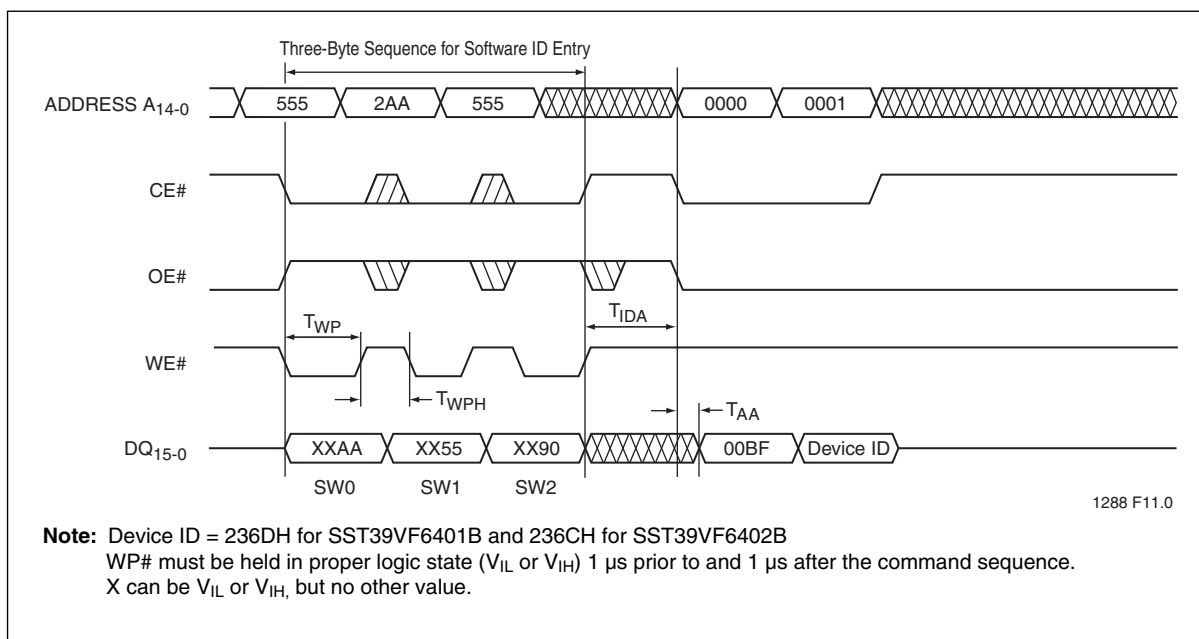 Three-Byte Sequence for Software ID Entry
ADDRESS A14-0
555 2AA 555 0000 0001
CE#
OE#
TIDA
TWP
WE#
TWPH
TAA
DQ15-0
XXAA XX55 XX90 00BF Device ID
SW0 SW1 SW2
1288 F11.0
Note: Device ID = 236DH for SST39VF6401B and 236CH for SST39VF6402B
WP# must be held in proper logic state (VIL or VIH) 1 µs prior to and 1 µs after the command sequence.
X can be VIL or VIH, but no other value.